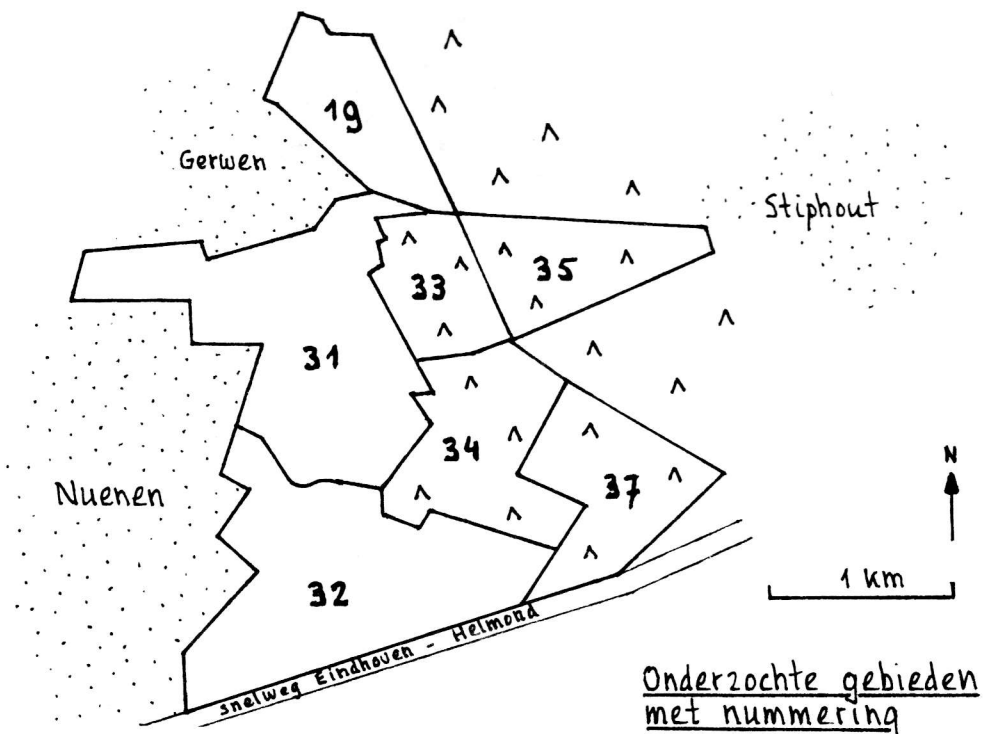 19
Gerwen
Stiphout
33
35
31
34
37
Nuenen
N
32
1 km
snelweg Eindhoven - Helmond
Onderzochte gebieden
met nummering